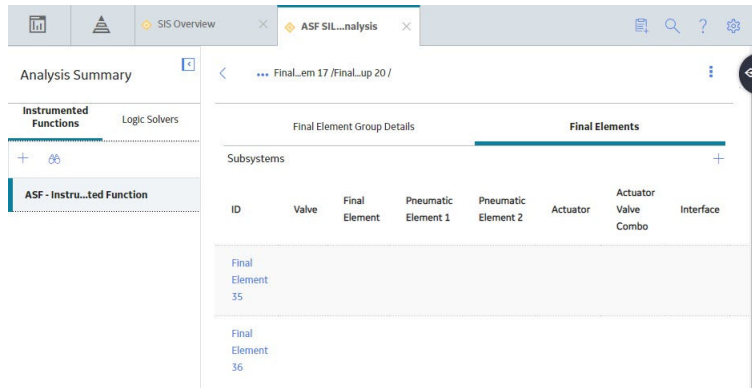 SIS Overview
ASF SIL...nalysis
Analysis Summary
... Final...em 17 /Final...up 20 /
Instrumented
Functions
Logic Solvers
Final Element Group Details
Final Elements
Subsystems
ASF - Instru...ted Function
ID
Valve
Final
Element
Pneumatic
Element 1
Pneumatic
Element 2
Actuator
Actuator
Valve
Combo
Interface
Final
Element
35
Final
Element
36